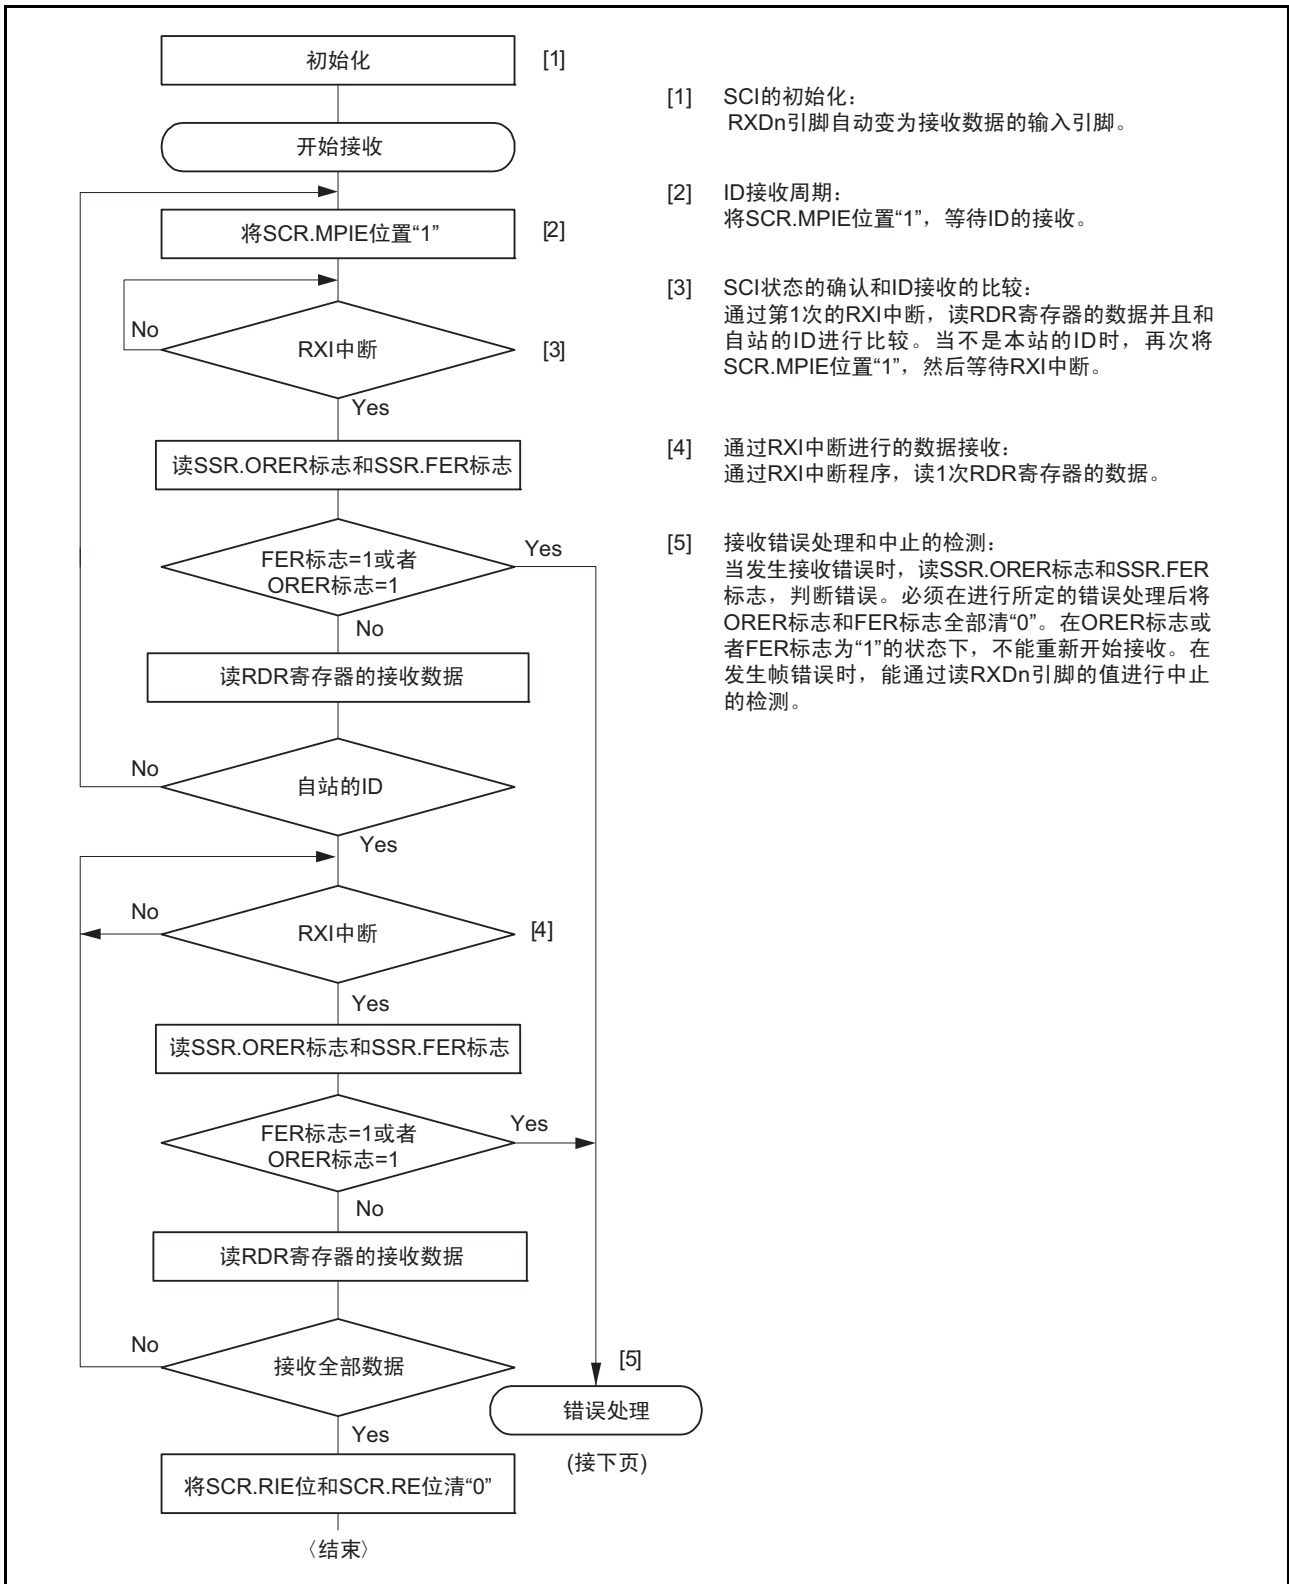 初始化
[1]
开始接收
将SCR.MPIE位置“1”
[2]
No
RXI中断
[3]
Yes
读SSR.ORER标志和SSR.FER标志
FER标志=1或者
ORER标志=1
Yes
No
读RDR寄存器的接收数据
No
自站的ID
Yes
No
RXI中断
[4]
Yes
读SSR.ORER标志和SSR.FER标志
FER标志=1或者
ORER标志=1
Yes
No
读RDR寄存器的接收数据
No
接收全部数据
[5]
错误处理
(接下页)
Yes
将SCR.RIE位和SCR.RE位清“0”
〈结束〉
[1] SCI的初始化：
RXDn引脚自动变为接收数据的输入引脚。
[2] ID接收周期：
将SCR.MPIE位置“1”，等待ID的接收。
[3] SCI状态的确认和ID接收的比较：
通过第1次的RXI中断，读RDR寄存器的数据并且和
自站的ID进行比较。当不是本站的ID时，再次将
SCR.MPIE位置“1”，然后等待RXI中断。
[4] 通过RXI中断进行的数据接收：
通过RXI中断程序，读1次RDR寄存器的数据。
[5] 接收错误处理和中止的检测：
当发生接收错误时，读SSR.ORER标志和SSR.FER
标志，判断错误。必须在进行所定的错误处理后将
ORER标志和FER标志全部清“0”。在ORER标志或
者FER标志为“1”的状态下，不能重新开始接收。在
发生帧错误时，能通过读RXDn引脚的值进行中止
的检测。